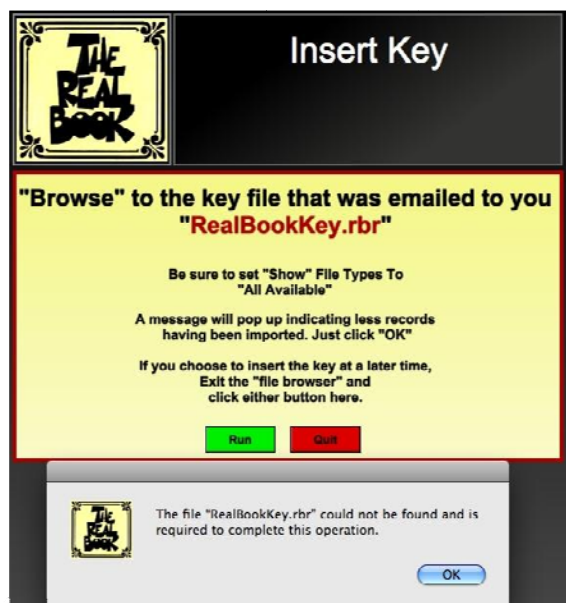 THE
REAL
BOOK
Insert Key
"Browse" to the key file that was emailed to you
"RealBookKey.rbr"
Be sure to set "Show" File Types To
"All Available"
A message will pop up indicating less records
having been imported. Just click "OK"
If you choose to insert the key at a later time,
Exit the "file browser" and
click either button here.
Run
Quit
THE
REAL
BOOK
The file "RealBookKey.rbr" could not be found and is
required to complete this operation.
OK